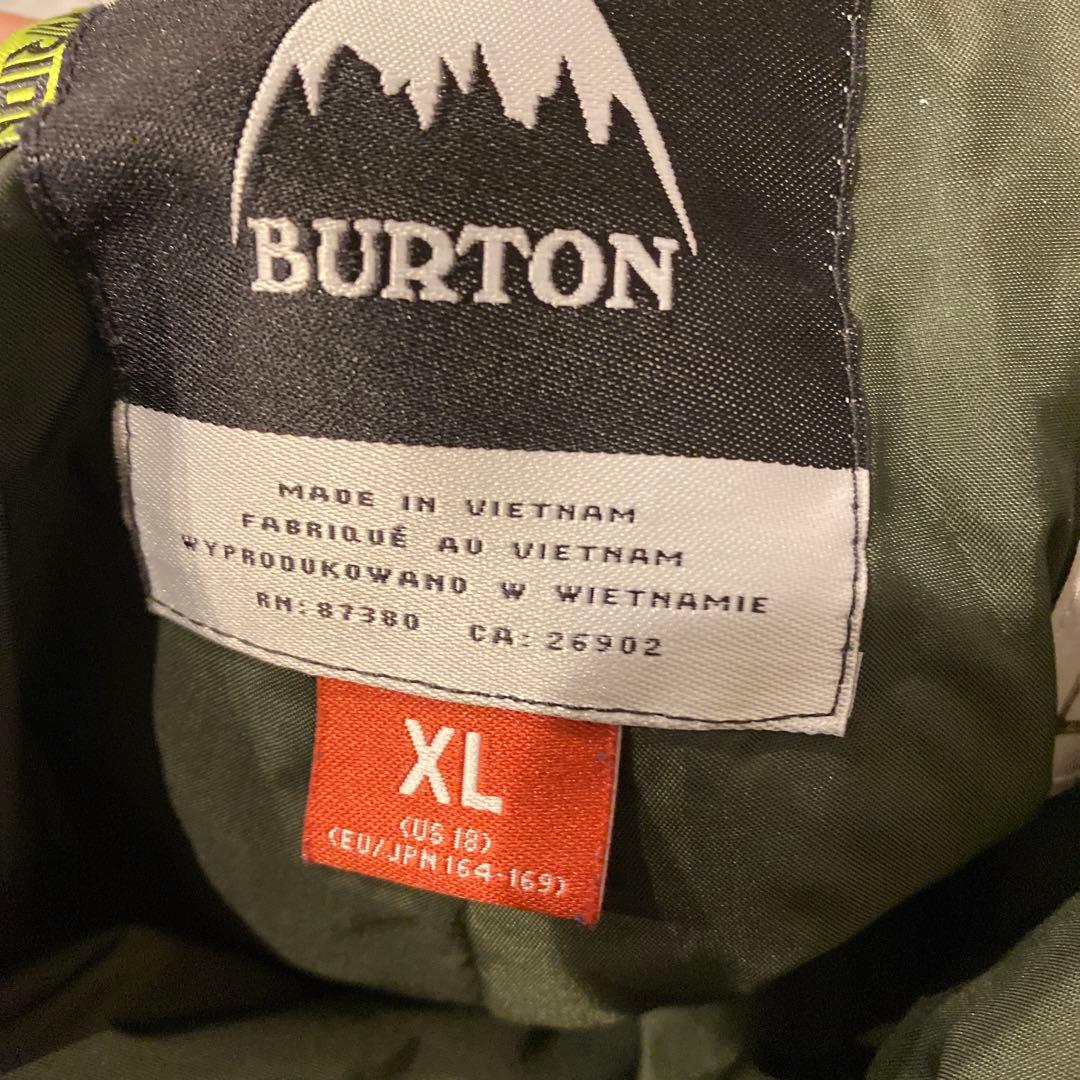 BURTON
MADE IN VIETNAM
FABRIQUÉ AU VIETNAM
WYPRODUKOWANO W WIETNAMIE
RN: 87380 CA: 26902
XL
(US 18)
(EU/JPN 164-169)